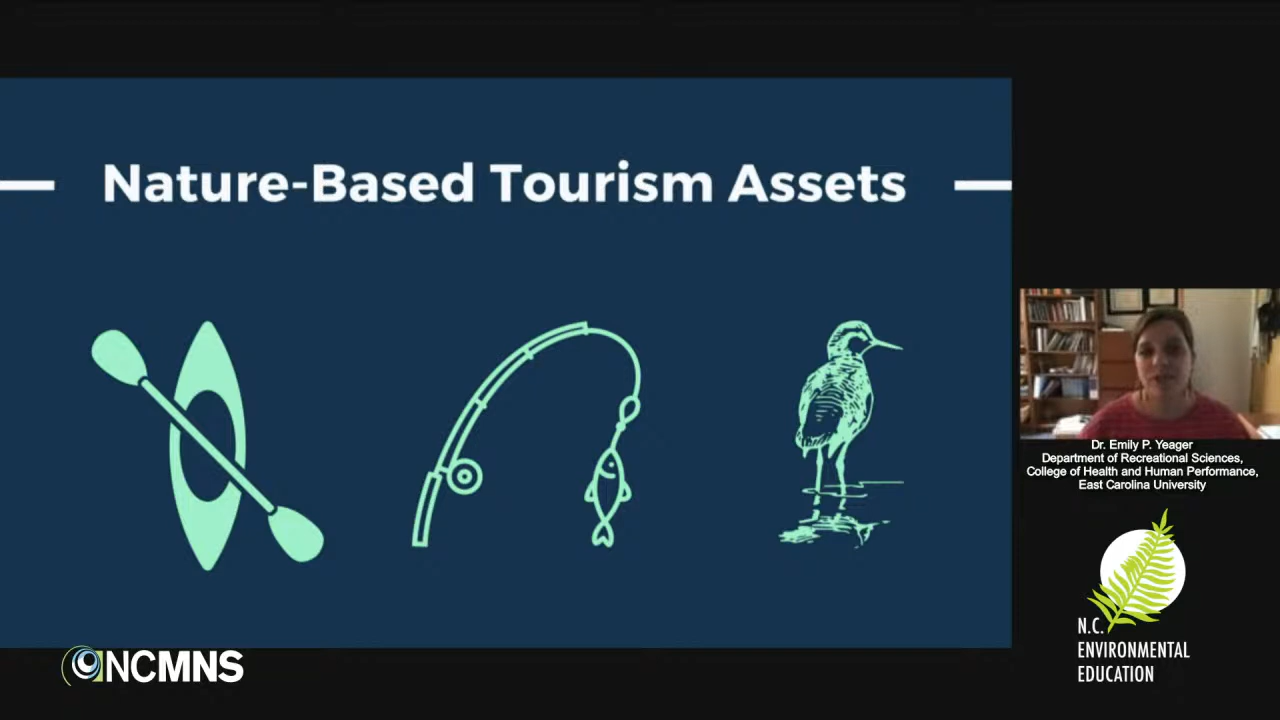 Nature-Based Tourism Assets
Dr. Emily P. Yeager
Department of Recreational Sciences,
College of Health and Human Performance,
East Carolina University
N.C.
ENVIRONMENTAL
EDUCATION
NCMNS